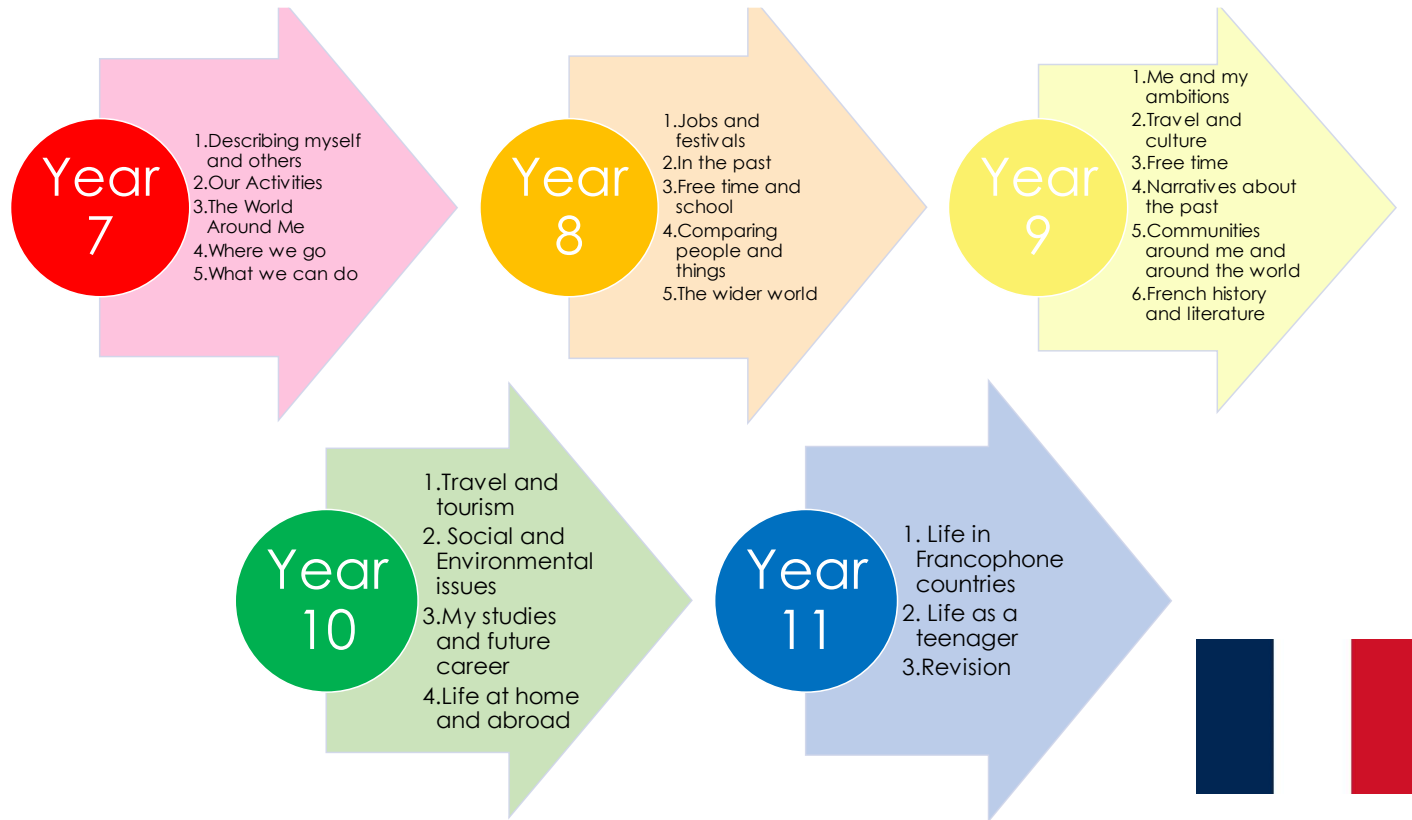 Year
7
1.Describing myself
and others
2.Our Activities
3.The World
Around Me
4.Where we go
5.What we can do
Year
8
1.Jobs and
festivals
2.In the past
3.Free time and
school
4.Comparing
people and
things
5.The wider world
Year
9
1.Me and my
ambitions
2.Travel and
culture
3.Free time
4.Narratives about
the past
5.Communities
around me and
around the world
6.French history
and literature
Year
10
1.Travel and
tourism
2. Social and
Environmental
issues
3.My studies
and future
career
4.Life at home
and abroad
Year
11
1. Life in
Francophone
countries
2. Life as a
teenager
3.Revision